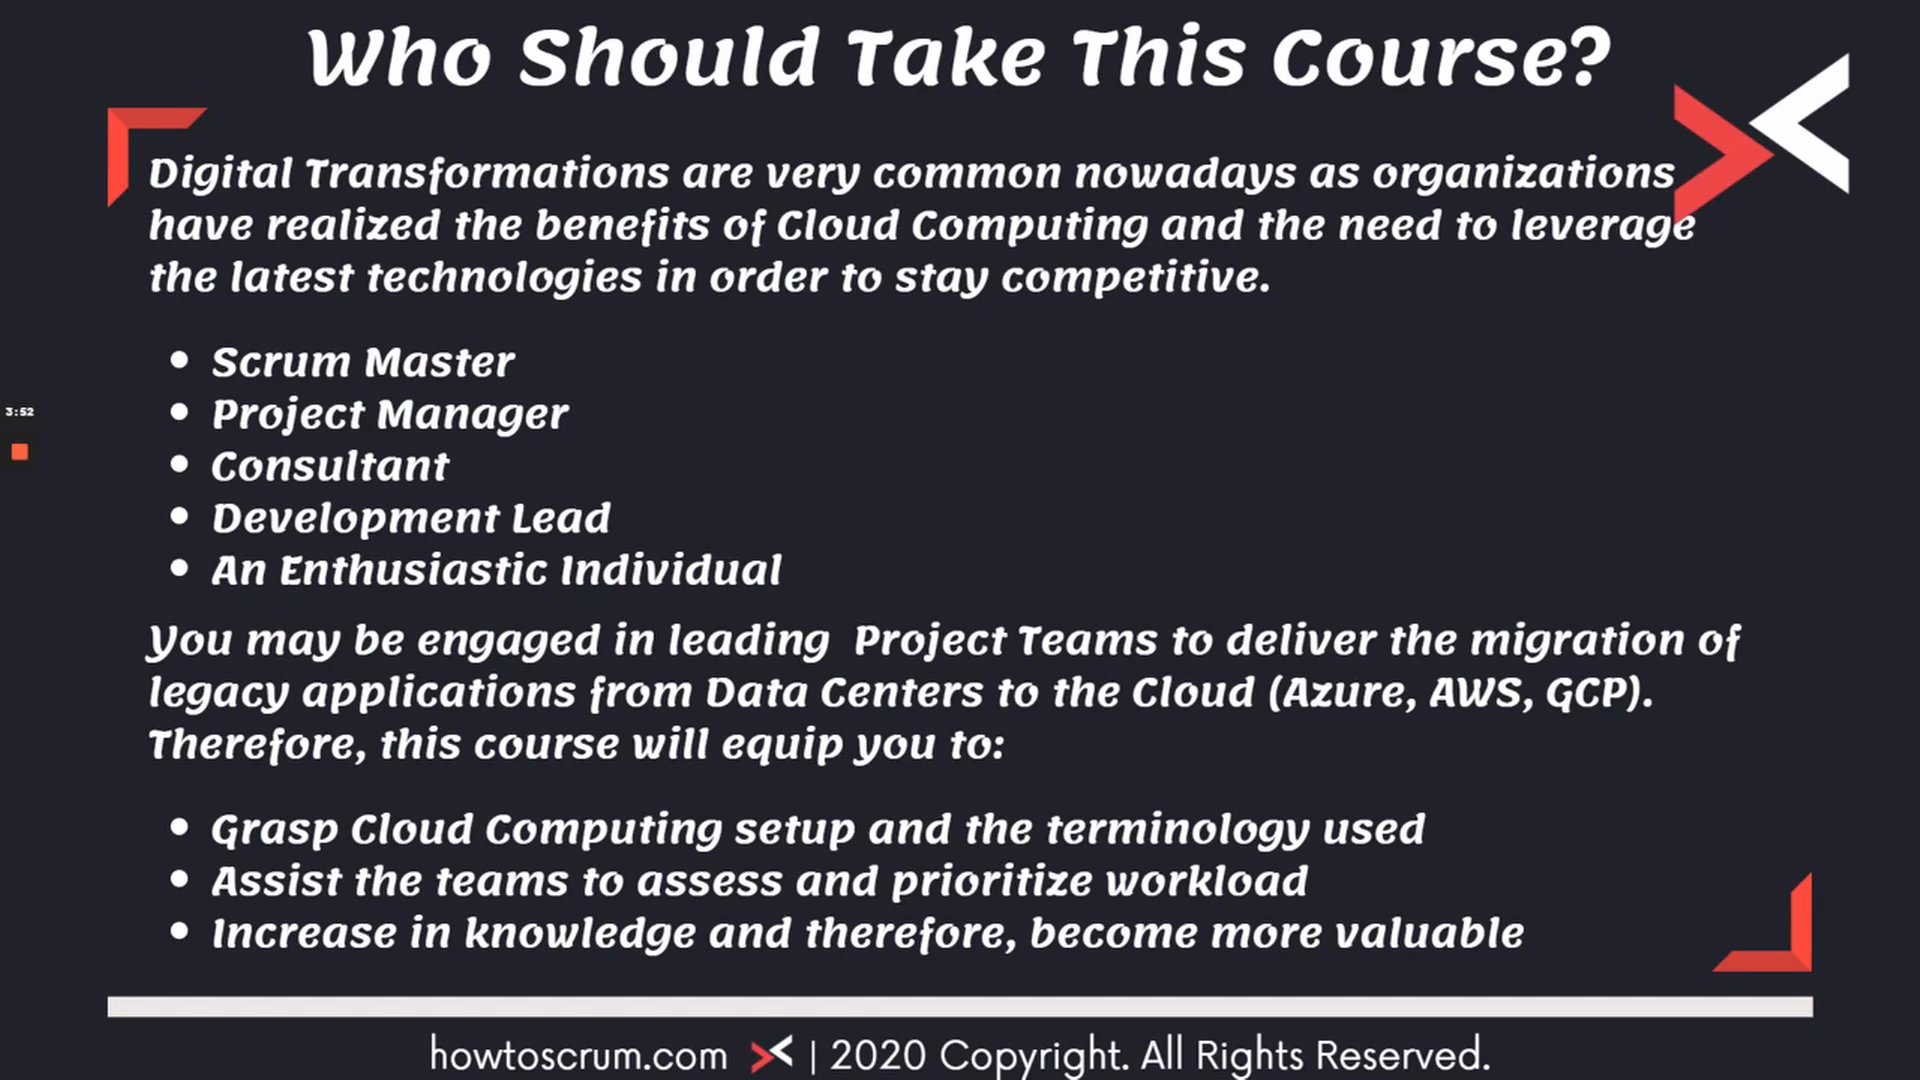 Who Should Take This Course?
Digital Transformations are very common nowadays as organizations
have realized the benefits of Cloud Computing and the need to leverage
the latest technologies in order to stay competitive.
• Scrum Master
• Project Manager
• Consultant
• Development Lead
• An Enthusiastic Individual
3:52
You may be engaged in leading  Project Teams to deliver the migration of
legacy applications from Data Centers to the Cloud (Azure, AWS, GCP).
Therefore, this course will equip you to:
• Grasp Cloud Computing setup and the terminology used
• Assist the teams to assess and prioritize workload
• Increase in knowledge and therefore, become more valuable
howtoscrum.com | 2020 Copyright. All Rights Reserved.